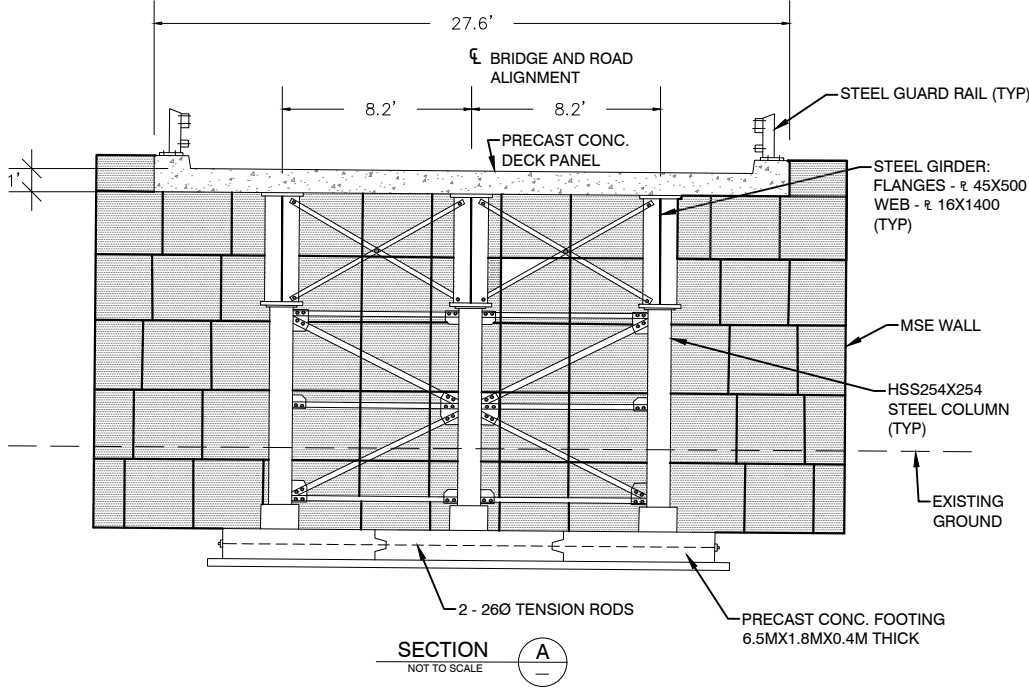 27.6'
℄ BRIDGE AND ROAD
ALIGNMENT
8.2'
8.2'
STEEL GUARD RAIL (TYP)
PRECAST CONC.
DECK PANEL
1'
STEEL GIRDER:
FLANGES - ⅊ 45X500
WEB - ⅊ 16X1400
(TYP)
MSE WALL
HSS254X254
STEEL COLUMN
(TYP)
EXISTING
GROUND
2 - 26Ø TENSION RODS
PRECAST CONC. FOOTING
6.5MX1.8MX0.4M THICK
SECTION
NOT TO SCALE
A
—